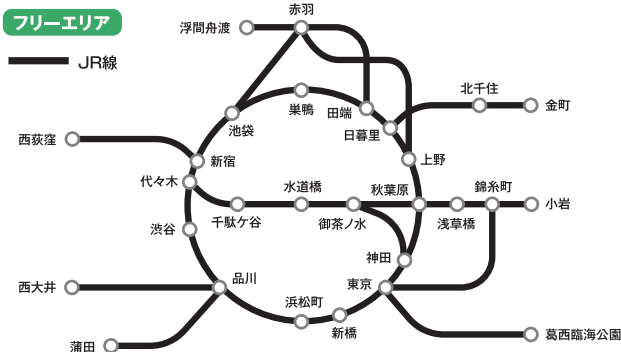 フリーエリア
JR線
赤羽
浮間舟渡
北千住
金町
巣鴨
田端
池袋
日暮里
西荻窪
新宿
上野
代々木
水道橋
秋葉原
錦糸町
小岩
千駄ケ谷
御茶ノ水
浅草橋
渋谷
神田
品川
東京
西大井
浜松町
新橋
蒲田
葛西臨海公園